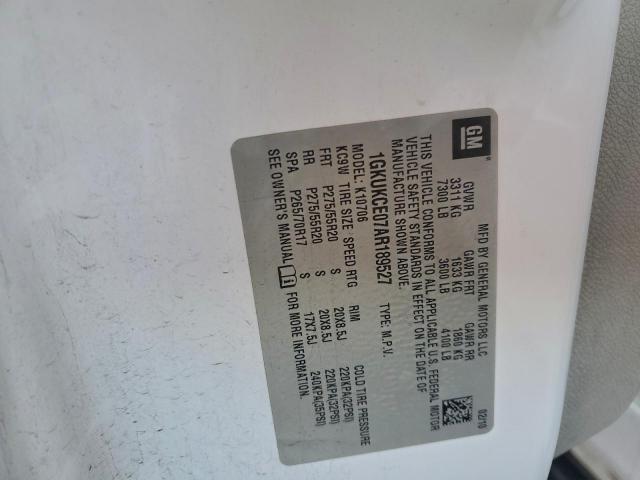 GM
MFD BY GENERAL MOTORS LLC 02/10
GVWR GAWR FRT GAWR RR
3311 KG 1633 KG 1860 KG
7300 LB 3600 LB 4100 LB
THIS VEHICLE CONFORMS TO ALL APPLICABLE U.S. FEDERAL MOTOR
VEHICLE SAFETY STANDARDS IN EFFECT ON THE DATE OF
MANUFACTURE SHOWN ABOVE.
1GKUKCE07AR189527 TYPE: M.P.V.
MODEL: K10706
KC9W TIRE SIZE SPEED RTG RIM COLD TIRE PRESSURE
FRT P275/55R20 S 20X8.5J 220KPA(32PSI)
RR P275/55R20 S 20X8.5J 220KPA(32PSI)
SPA P265/70R17 17X7.5J 240KPA(35PSI)
SEE OWNER'S MANUAL FOR MORE INFORMATION.